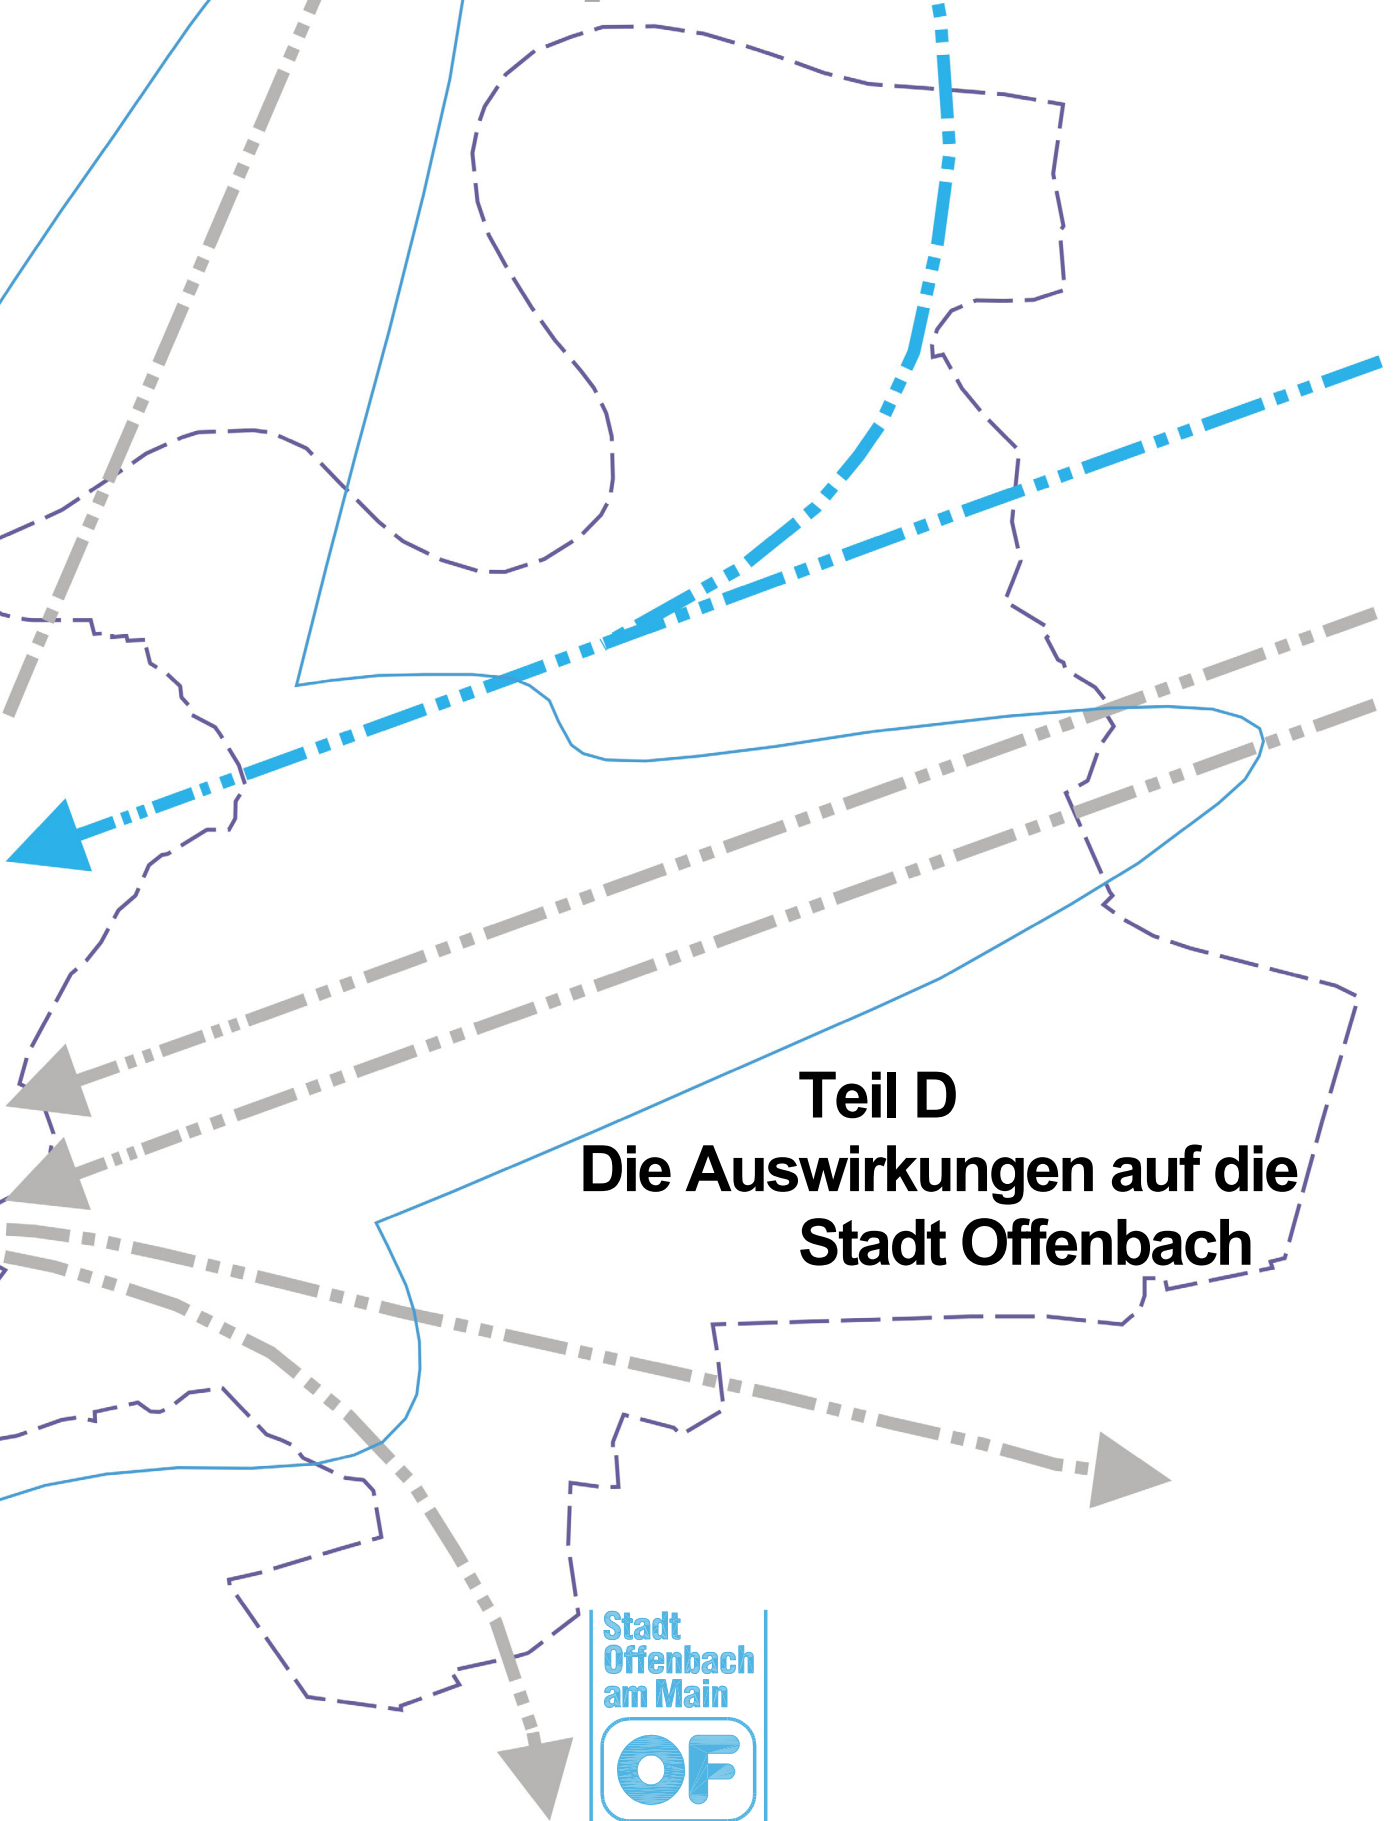 Teil D
Die Auswirkungen auf die
Stadt Offenbach
Stadt
Offenbach
am Main
OF